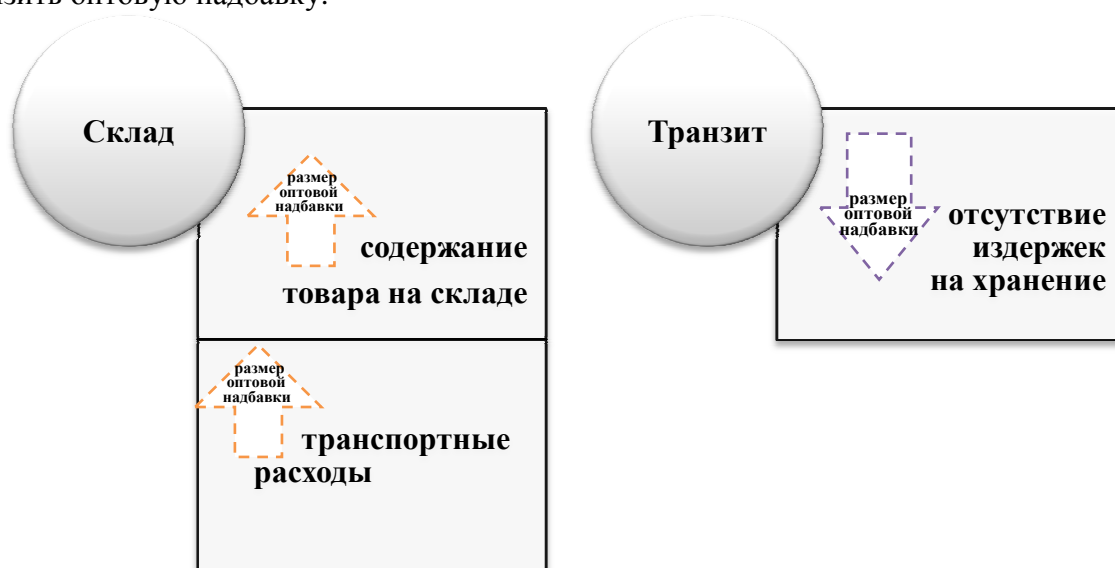 оптовую надбавку.
Склад
размер
оптовой
надбавки
содержание
товара на складе
размер
оптовой
надбавки
транспортные
расходы
Транзит
размер
оптовой
надбавки
отсутствие
издержек
на хранение